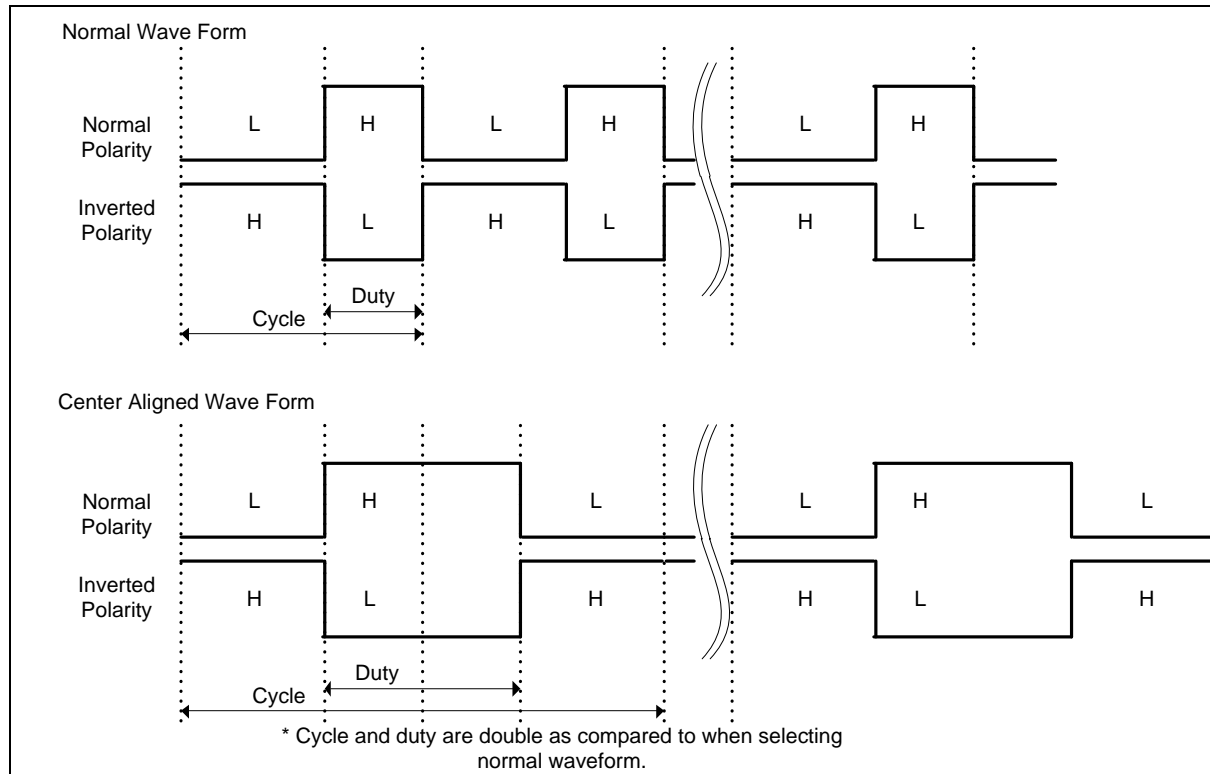 Normal Wave Form
Normal
Polarity
L H L H L H
Inverted
Polarity
H L H L H L
Duty
Cycle
Center Aligned Wave Form
Normal
Polarity
L H L L H L
Inverted
Polarity
H L H H L H
Duty
Cycle
* Cycle and duty are double as compared to when selecting
normal waveform.